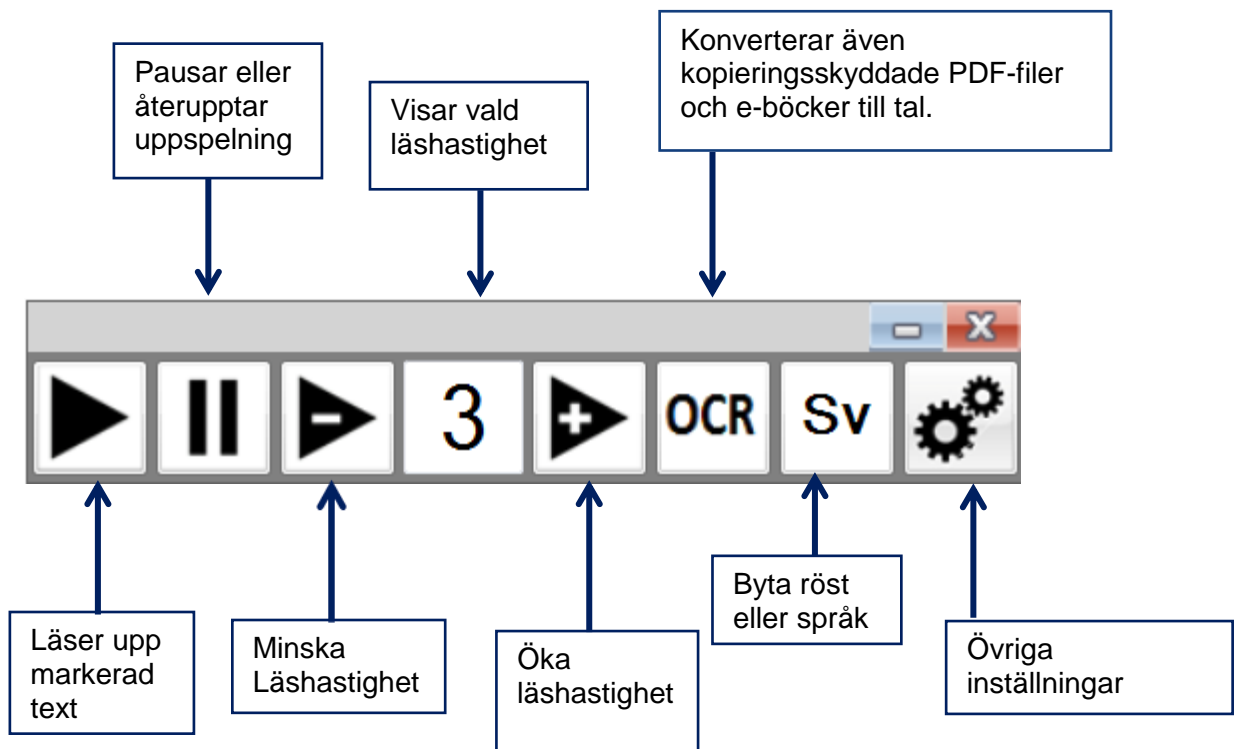 Pausar eller
återupptar
uppspelning
Visar vald
läshastighet
Konverterar även
kopieringsskyddade PDF-filer
och e-böcker till tal.
3
OCR
Sv
Läser upp
markerad
text
Minska
Läshastighet
Öka
läshastighet
Byta röst
eller språk
Övriga
inställningar